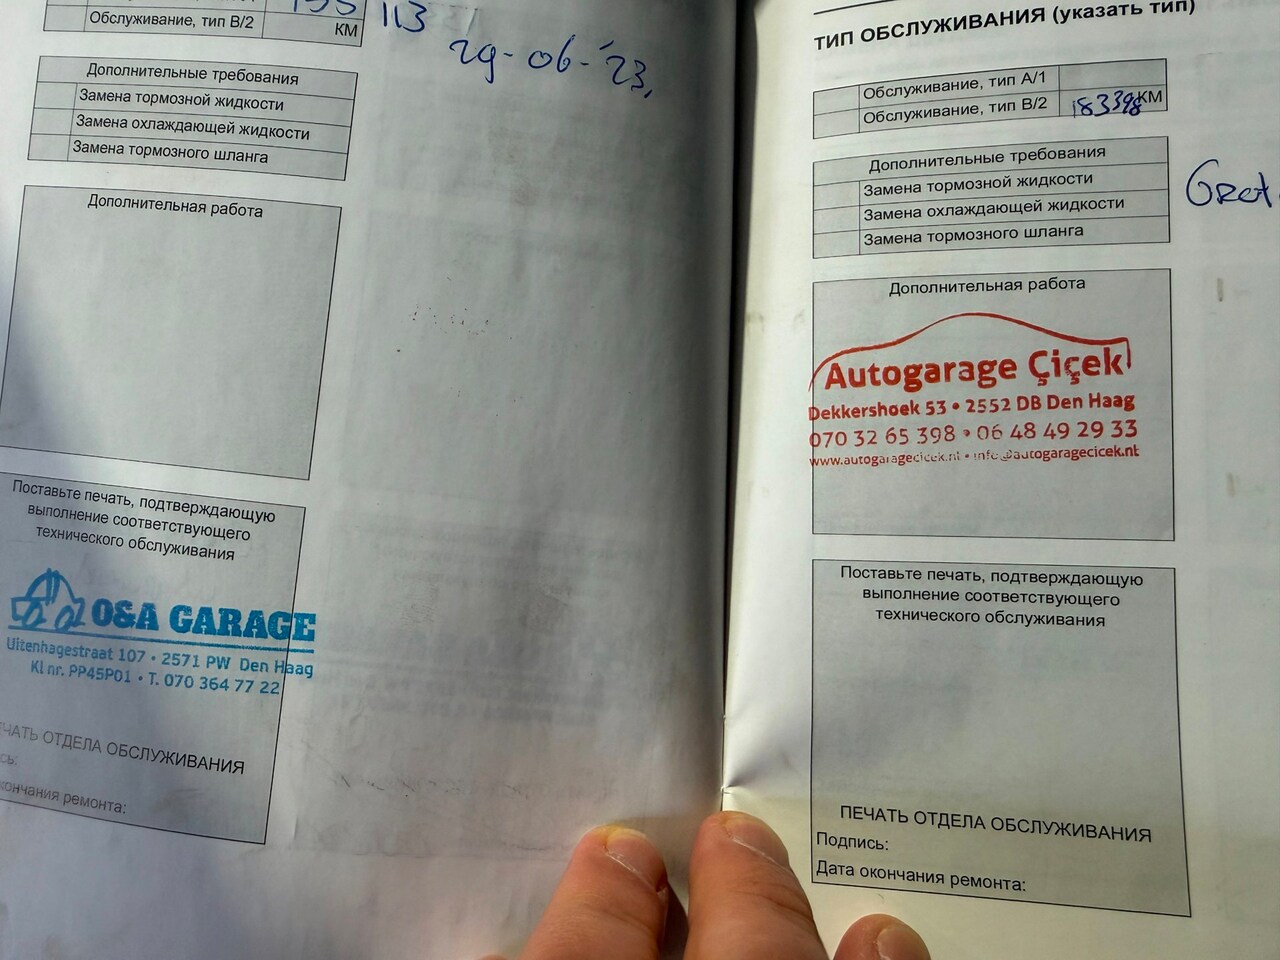 Обслуживание, тип B/2
КМ
113
29-06-'23,
Дополнительные требования
Замена тормозной жидкости
Замена охлаждающей жидкости
Замена тормозного шланга
Дополнительная работа
Поставьте печать, подтверждающую
выполнение соответствующего
технического обслуживания
O&A GARAGE
Uitenhagestraat 107 • 2571 PW Den Haag
KI nr. PP45P01 • T. 070 364 77 22
ОТДЕЛА ОБСЛУЖИВАНИЯ
ремонта:
ТИП ОБСЛУЖИВАНИЯ (указать тип)
Обслуживание, тип A/1
Обслуживание, тип B/2 183398 КМ
Дополнительные требования
Замена тормозной жидкости
Замена охлаждающей жидкости
Замена тормозного шланга
Дополнительная работа
Autogarage Çiçek
Dekkershoek 53 • 2552 DB Den Haag
070 32 65 398 • 06 48 49 29 33
www.autogaragecicek.nl • info@autogaragecicek.nl
Поставьте печать, подтверждающую
выполнение соответствующего
технического обслуживания
ПЕЧАТЬ ОТДЕЛА ОБСЛУЖИВАНИЯ
Подпись:
Дата окончания ремонта: